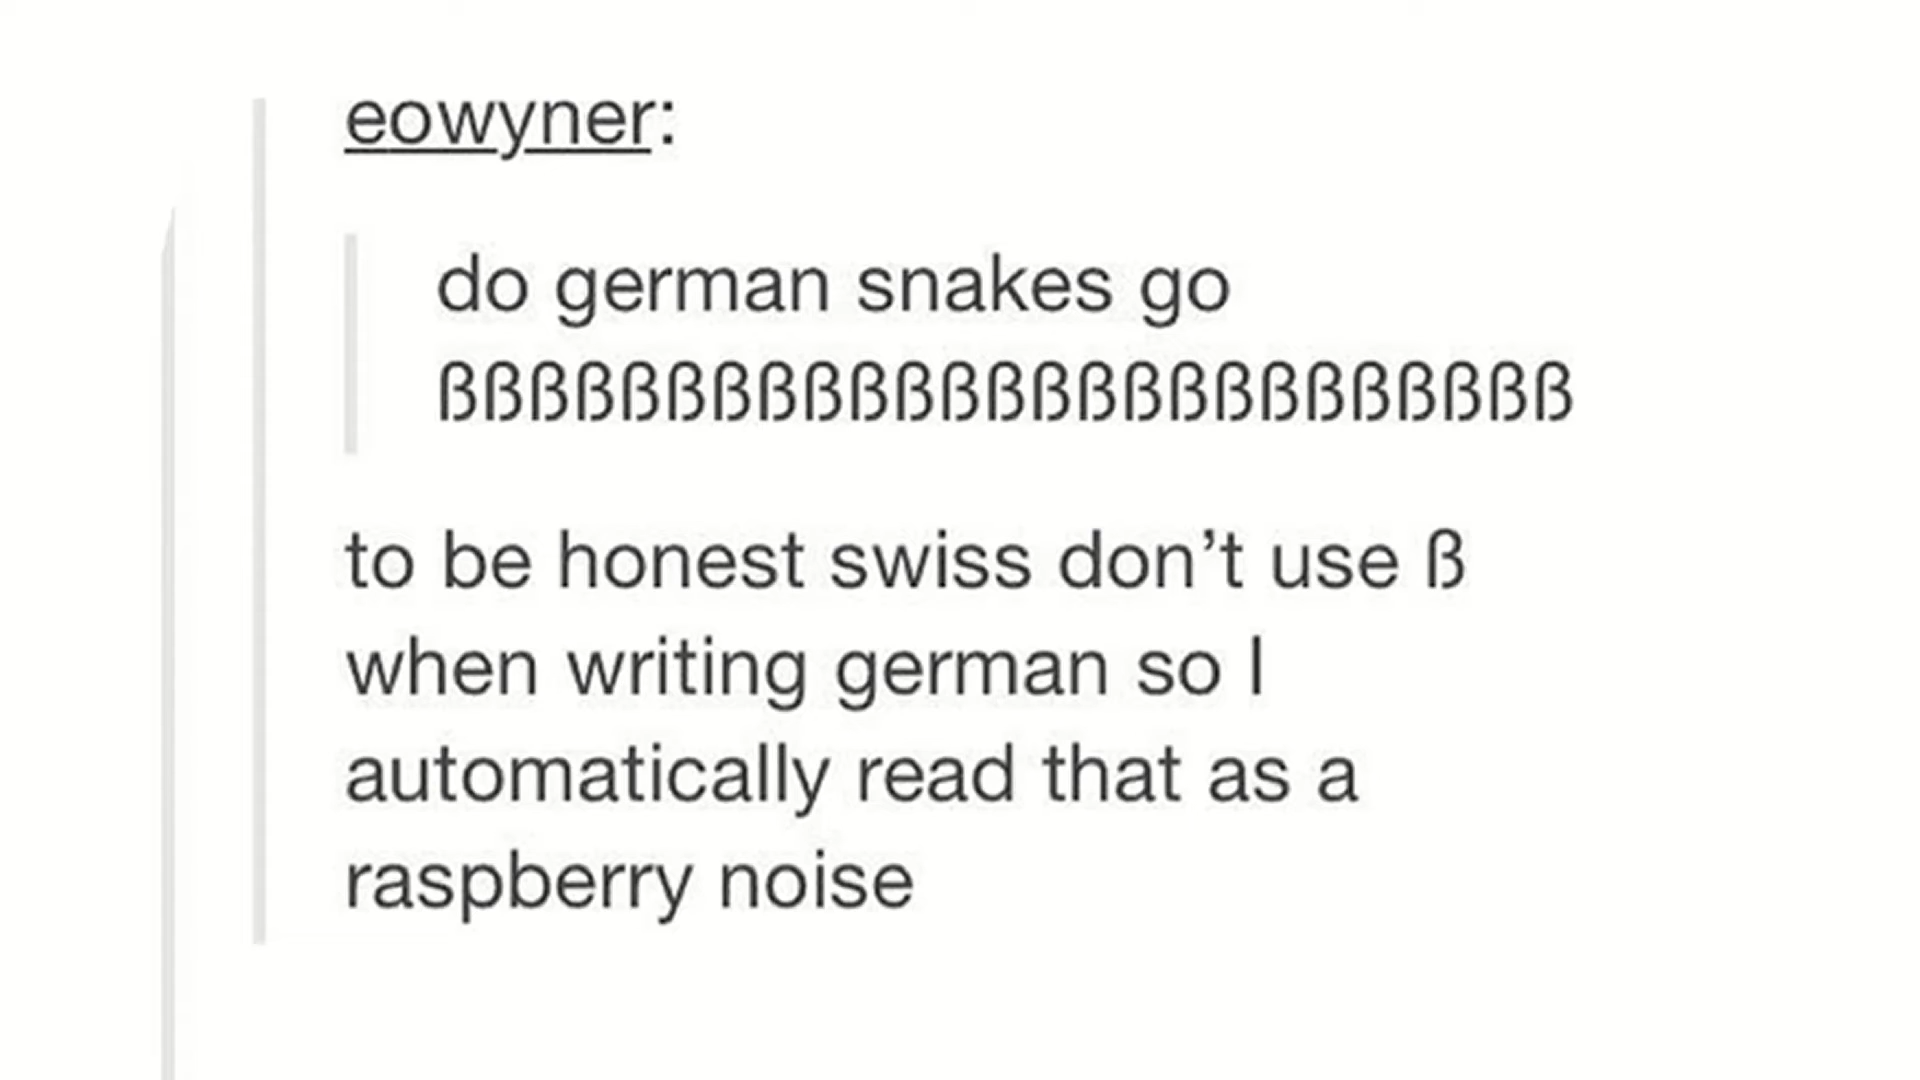 eowyner:
do german snakes go
ßßßßßßßßßßßßßßßßßßßßßßßßß
to be honest swiss don’t use ß
when writing german so I
automatically read that as a
raspberry noise